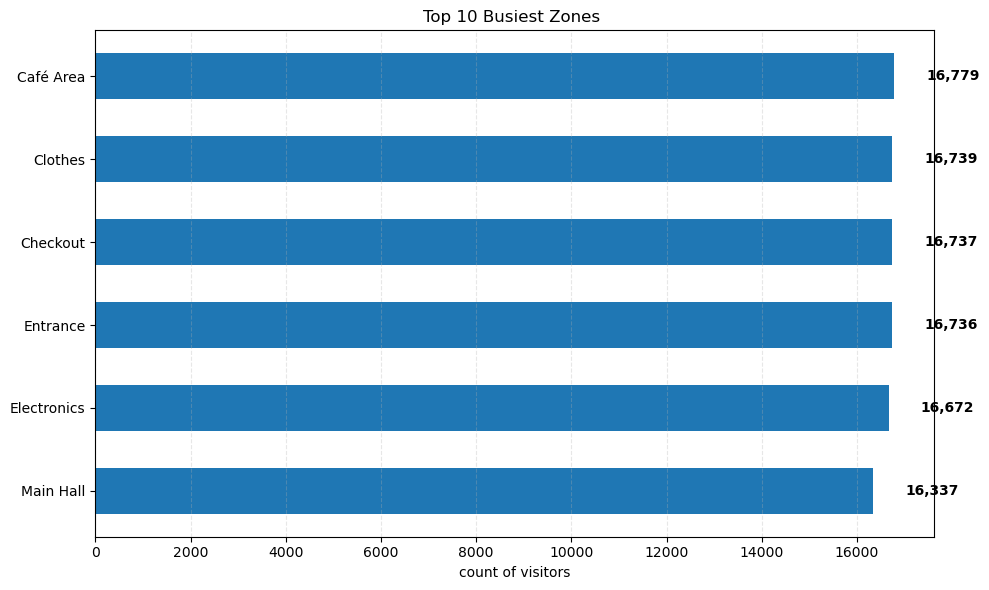 Top 10 Busiest Zones
Café Area 16,779
Clothes 16,739
Checkout 16,737
Entrance 16,736
Electronics 16,672
Main Hall 16,337
0 2000 4000 6000 8000 10000 12000 14000 16000
count of visitors